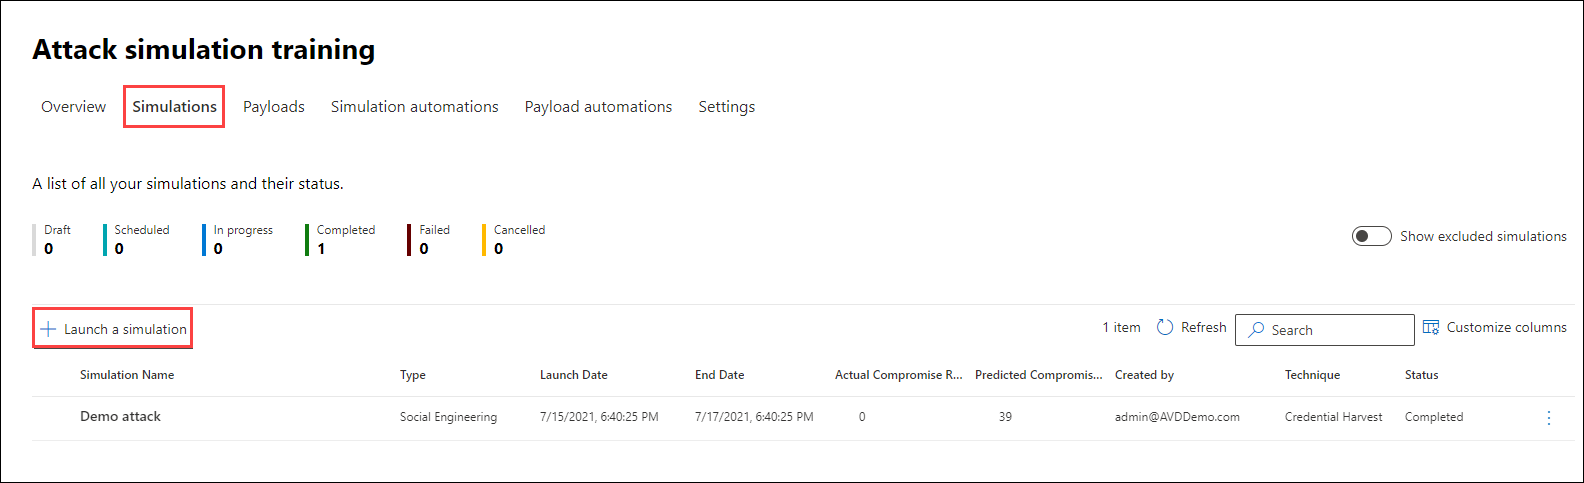 Attack simulation training
Overview Simulations Payloads Simulation automations Payload automations Settings
A list of all your simulations and their status.
Draft Scheduled In progress Completed Failed Cancelled
0 0 0 1 0 0
Show excluded simulations
Launch a simulation 1 item Refresh Search Customize columns
Simulation Name Type Launch Date End Date Actual Compromise R... Predicted Compromis... Created by Technique Status
Demo attack Social Engineering 7/15/2021, 6:40:25 PM 7/17/2021, 6:40:25 PM 0 39 admin@AVDDemo.com Credential Harvest Completed